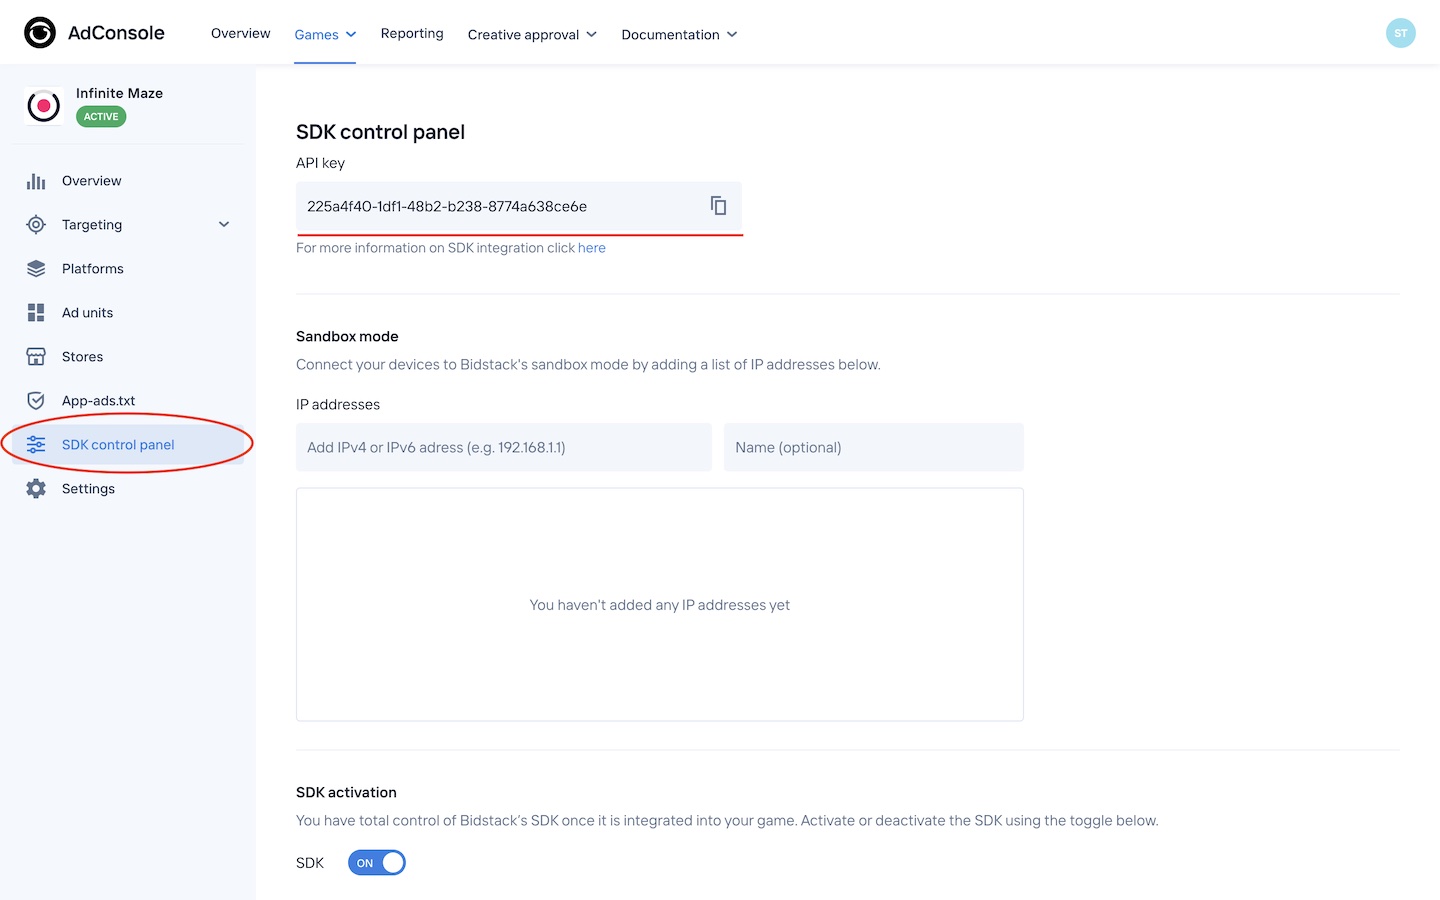 AdConsole
Overview
Games
Reporting
Creative approval
Documentation
ST
Infinite Maze
ACTIVE
Overview
Targeting
Platforms
Ad units
Stores
App-ads.txt
SDK control panel
Settings
SDK control panel
API key
225a4f40-1df1-48b2-b238-8774a638ce6e
For more information on SDK integration click here
Sandbox mode
Connect your devices to Bidstack's sandbox mode by adding a list of IP addresses below.
IP addresses
Add IPv4 or IPv6 adress (e.g. 192.168.1.1)
Name (optional)
You haven't added any IP addresses yet
SDK activation
You have total control of Bidstack's SDK once it is integrated into your game. Activate or deactivate the SDK using the toggle below.
SDK
ON